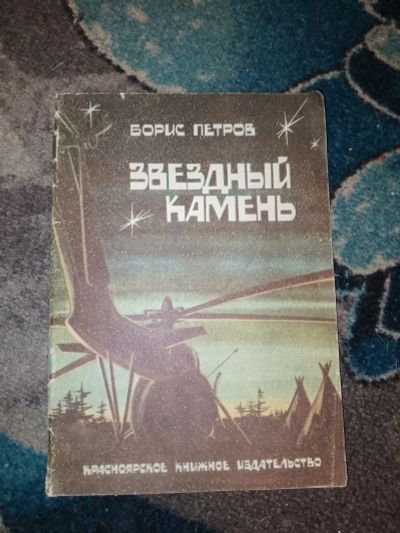 БОРИС ПЕТРОВ
ЗВЕЗДНЫЙ
КАМЕНЬ
КРАСНОЯРСКОЕ КНИЖНОЕ ИЗДАТЕЛЬСТВО